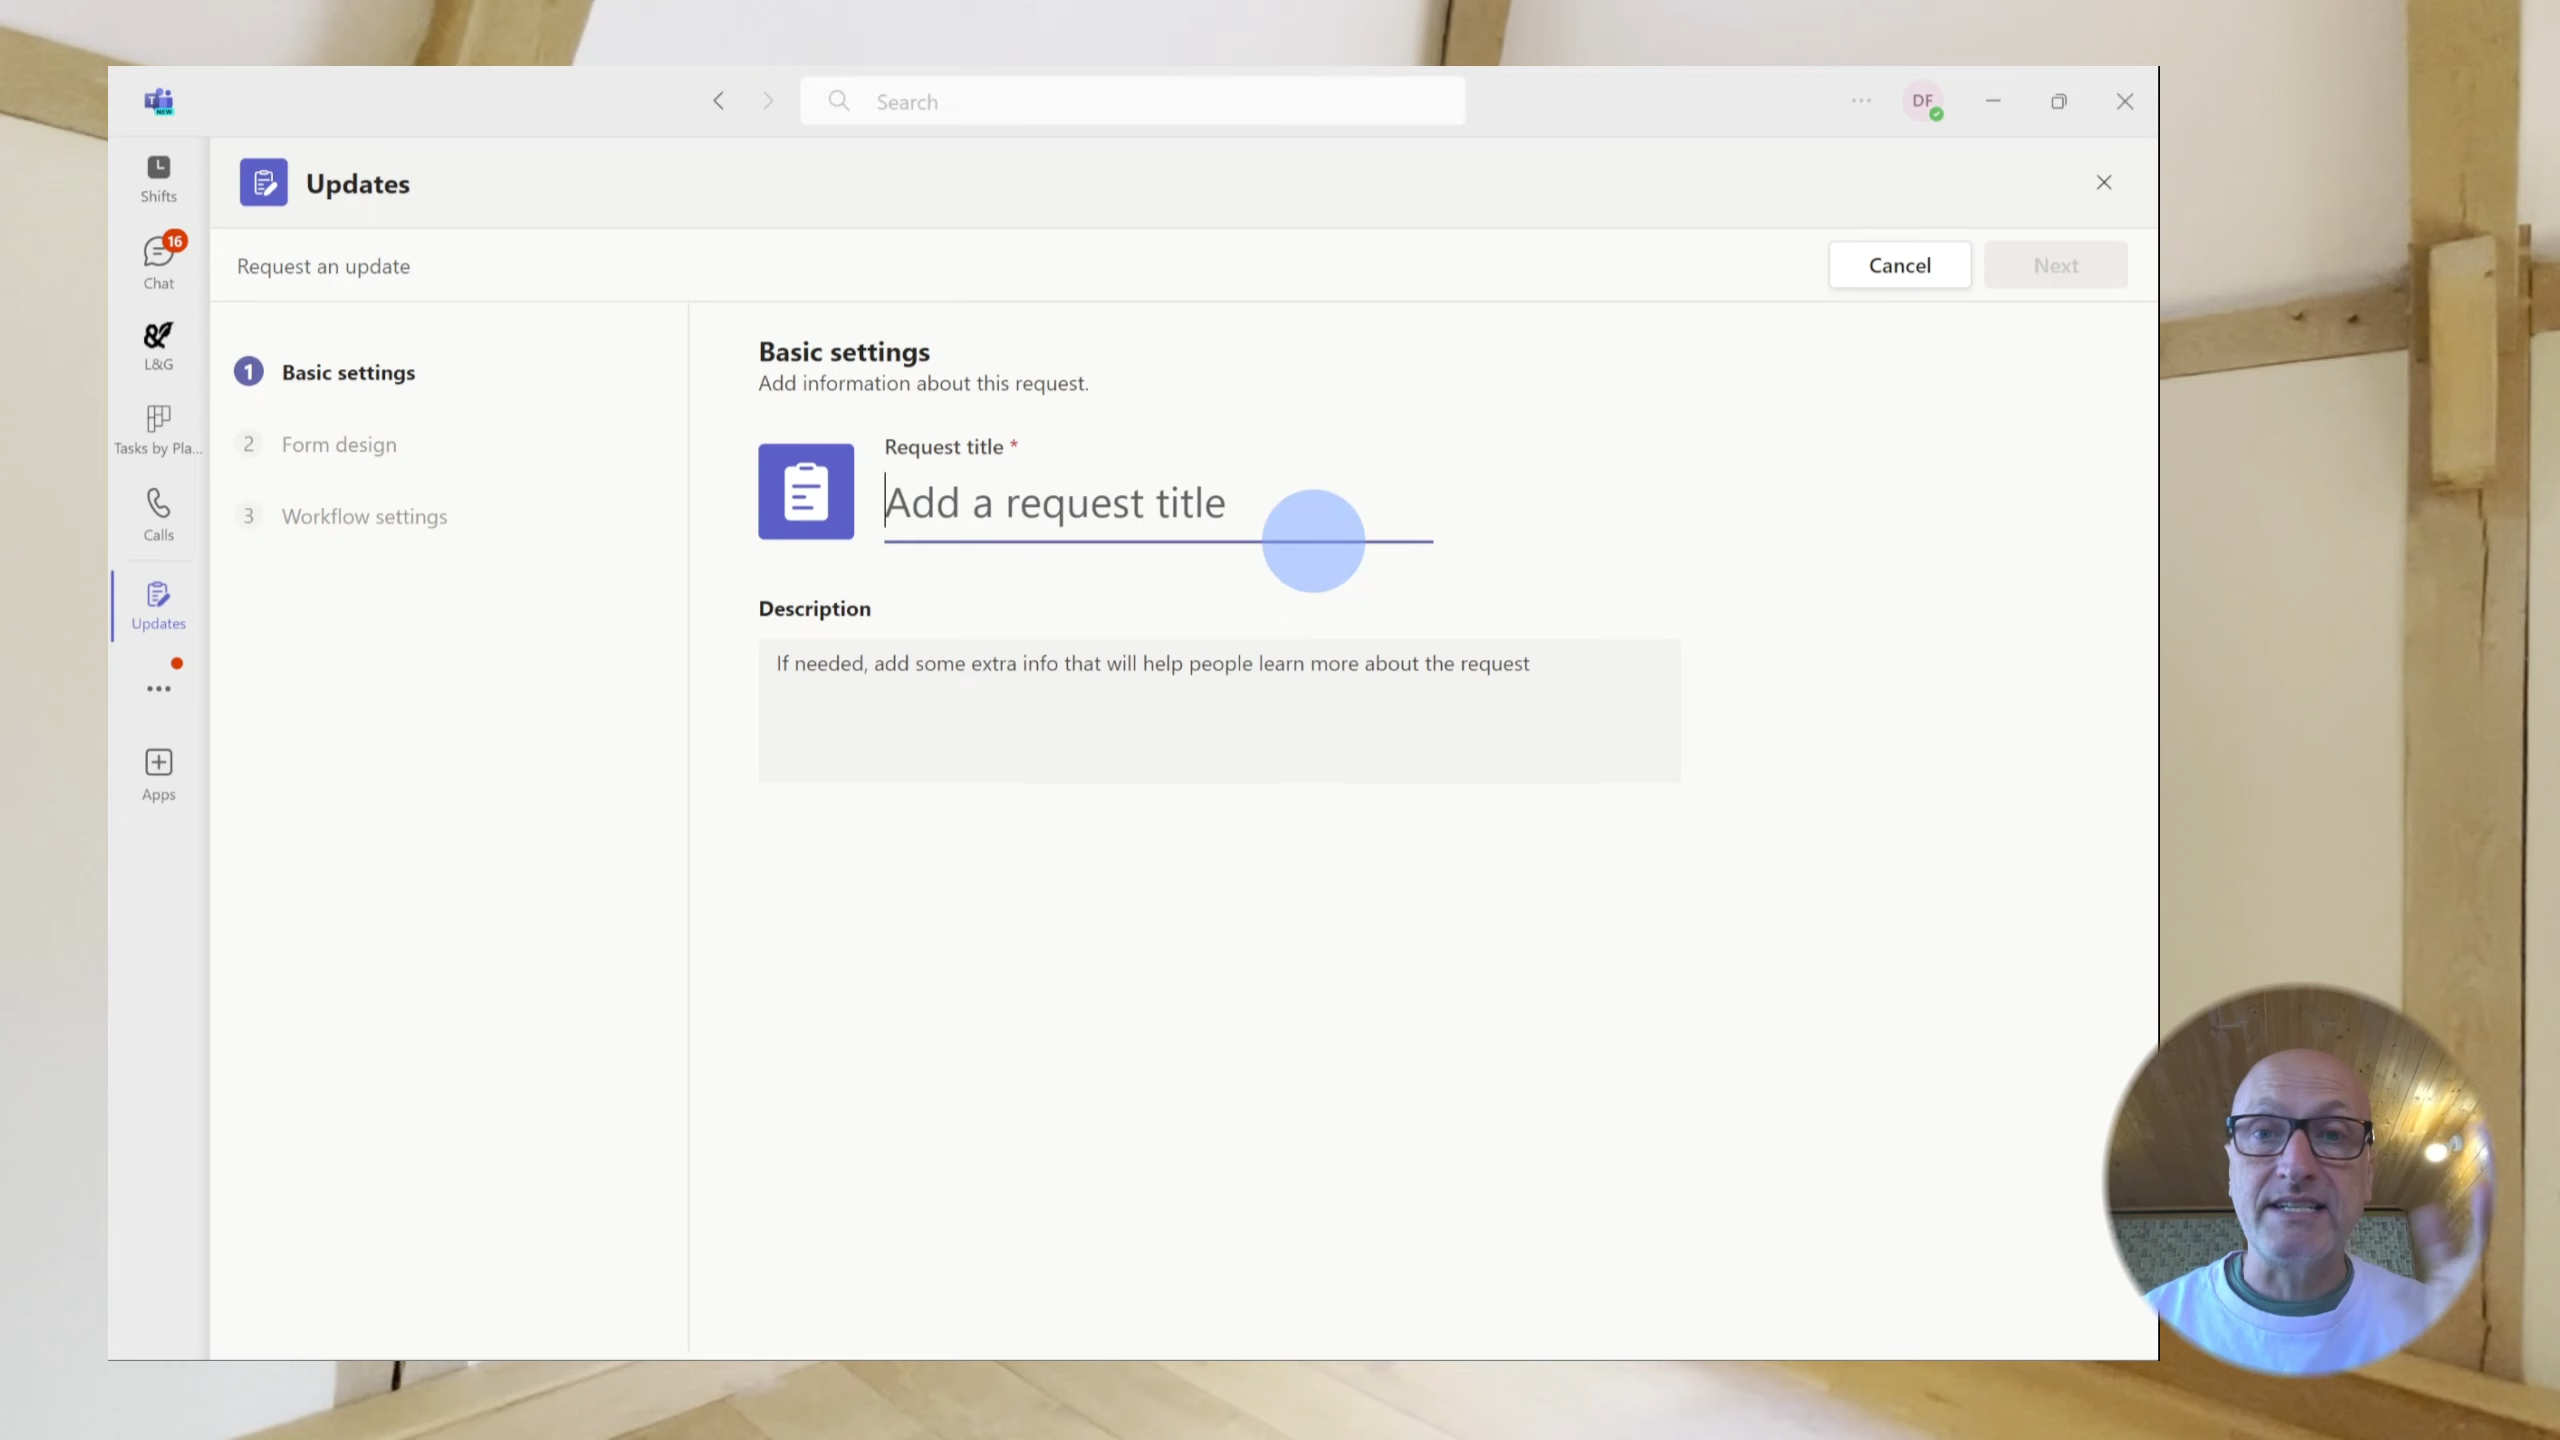 T
NEW
Search
DF
Shifts
16
Chat
&
L&G
Tasks by Pla...
Calls
Updates
Apps
Updates
Request an update
Cancel
Next
1 Basic settings
2 Form design
3 Workflow settings
Basic settings
Add information about this request.
Request title *
Add a request title
Description
If needed, add some extra info that will help people learn more about the request